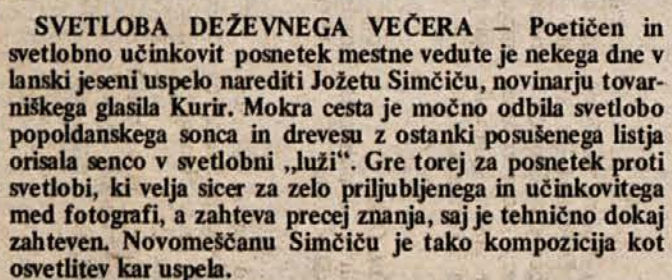 SVETLOBA DEŽEVNEGA VEČERA — Poetičen in
svetlobno učinkovit posnetek mestne vedute je nekega dne v
lanski jeseni uspelo narediti Jožetu Simčiču, novinarju tovar-
niškega glasila Kurir. Mokra cesta je močno odbila svetlobo
popoldanskega sonca in drevesu z ostanki posušenega listja
orisala senco v svetlobni „luži“. Gre torej za posnetek proti
svetlobi, ki velja sicer za zelo priljubljenega in učinkovitega
med fotografi, a zahteva precej znanja, saj je tehnično dokaj
zahteven. Novomeščanu Simčiču je tako kompozicija kot
osvetlitev kar uspela.